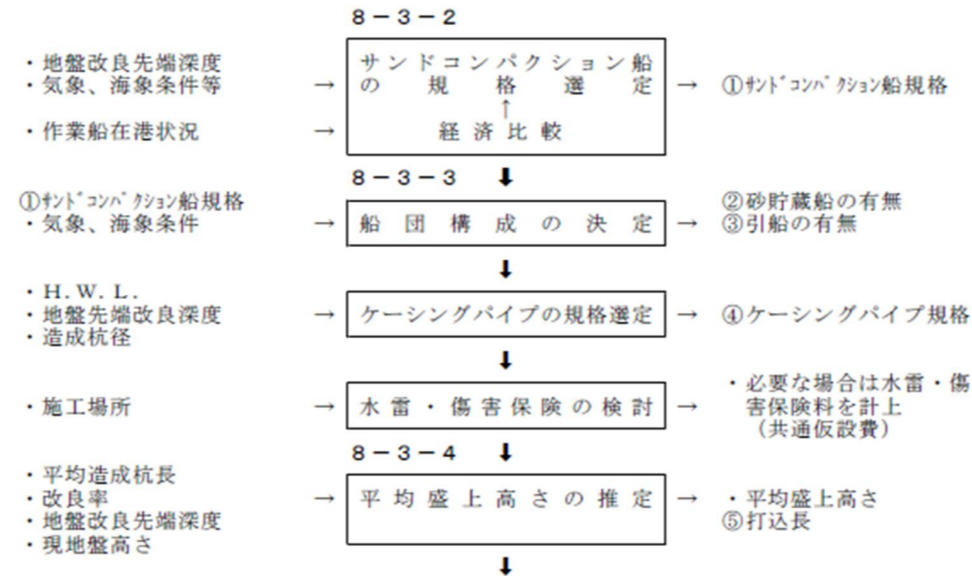 8－3－2
・地盤改良先端深度
・気象、海象条件等
→
・作業船在港状況
→
サンドコンパクション船
の規格選定
↑
経済比較
→
①ｻﾝﾄﾞｺﾝﾊﾟｸｼｮﾝ船規格
8－3－3
⬇
①ｻﾝﾄﾞｺﾝﾊﾟｸｼｮﾝ船規格
・気象、海象条件
→
船団構成の決定
→
②砂貯蔵船の有無
③引船の有無
⬇
・H.W.L.
・地盤先端改良深度
・造成杭径
→
ケーシングパイプの規格選定
→
④ケーシングパイプ規格
⬇
・施工場所
→
水雷・傷害保険の検討
→
・必要な場合は水雷・傷
害保険料を計上
（共通仮設費）
8－3－4
⬇
・平均造成杭長
・改良率
・地盤改良先端深度
・現地盤高さ
→
平均盛上高さの推定
→
・平均盛上高さ
⑤打込長
⬇